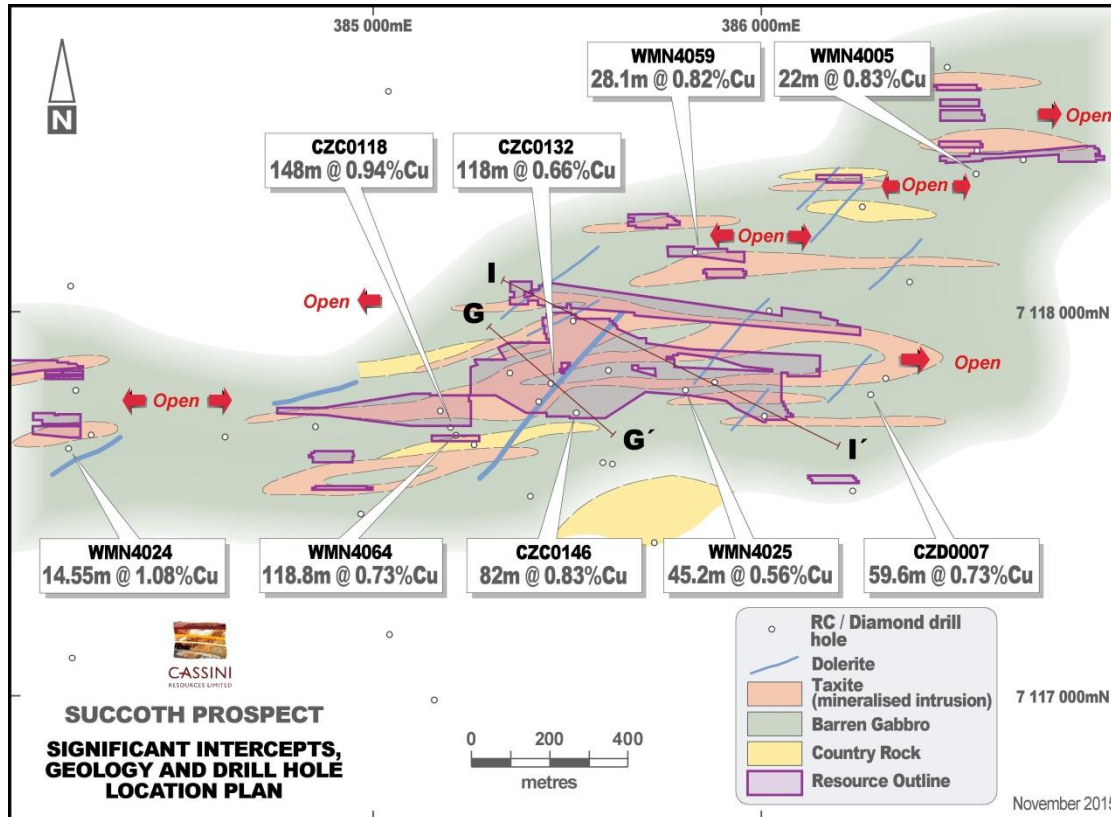 385 000mE
386 000mE
N
WMN4059
28.1m @ 0.82%Cu
WMN4005
22m @ 0.83%Cu
Open
CZC0118
148m @ 0.94%Cu
CZC0132
118m @ 0.66%Cu
Open
Open
I
Open
G
7 118 000mN
Open
Open
G´
I´
WMN4024
14.55m @ 1.08%Cu
WMN4064
118.8m @ 0.73%Cu
CZC0146
82m @ 0.83%Cu
WMN4025
45.2m @ 0.56%Cu
CZD0007
59.6m @ 0.73%Cu
CASSINI
RESOURCES LIMITED
SUCCOTH PROSPECT
SIGNIFICANT INTERCEPTS,
GEOLOGY AND DRILL HOLE
LOCATION PLAN
0 200 400
metres
RC / Diamond drill
hole
Dolerite
Taxite
(mineralised intrusion)
Barren Gabbro
Country Rock
Resource Outline
7 117 000mN
November 2015